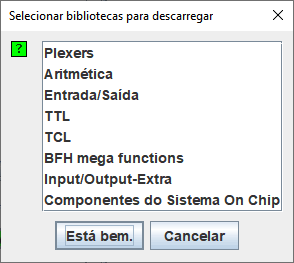 Selecionar bibliotecas para descarregar
?
Plexers
Aritmética
Entrada/Saída
TTL
TCL
BFH mega functions
Input/Output-Extra
Componentes do Sistema On Chip
Está bem.
Cancelar